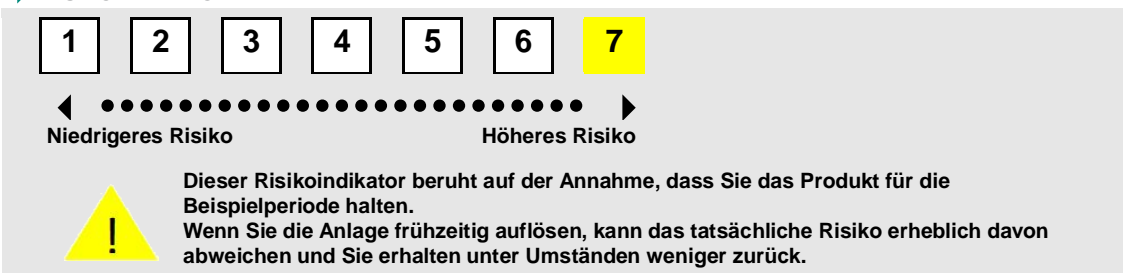 1 2 3 4 5 6 7
Niedrigeres Risiko Höheres Risiko
Dieser Risikoindikator beruht auf der Annahme, dass Sie das Produkt für die
Beispielperiode halten.
! Wenn Sie die Anlage frühzeitig auflösen, kann das tatsächliche Risiko erheblich davon
abweichen und Sie erhalten unter Umständen weniger zurück.